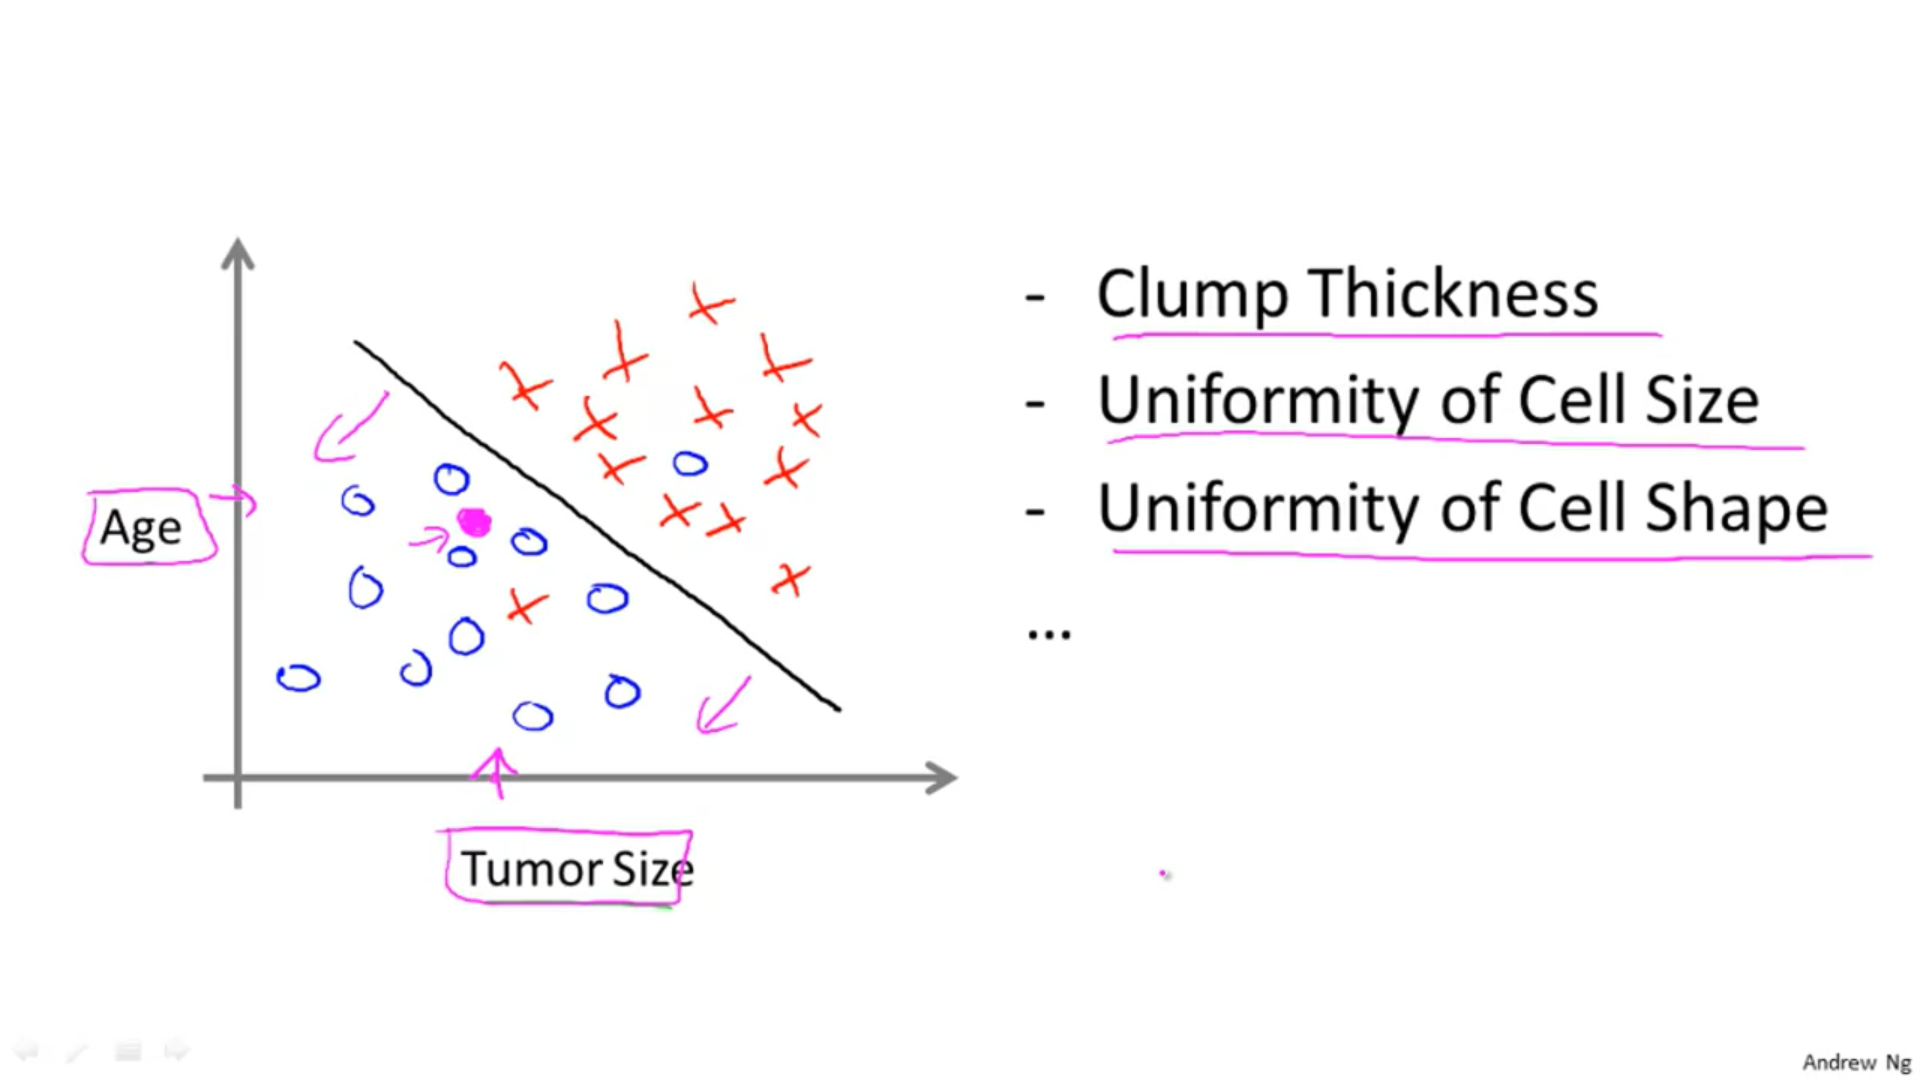 Age
Tumor Size
- Clump Thickness
- Uniformity of Cell Size
- Uniformity of Cell Shape
...
Andrew Ng